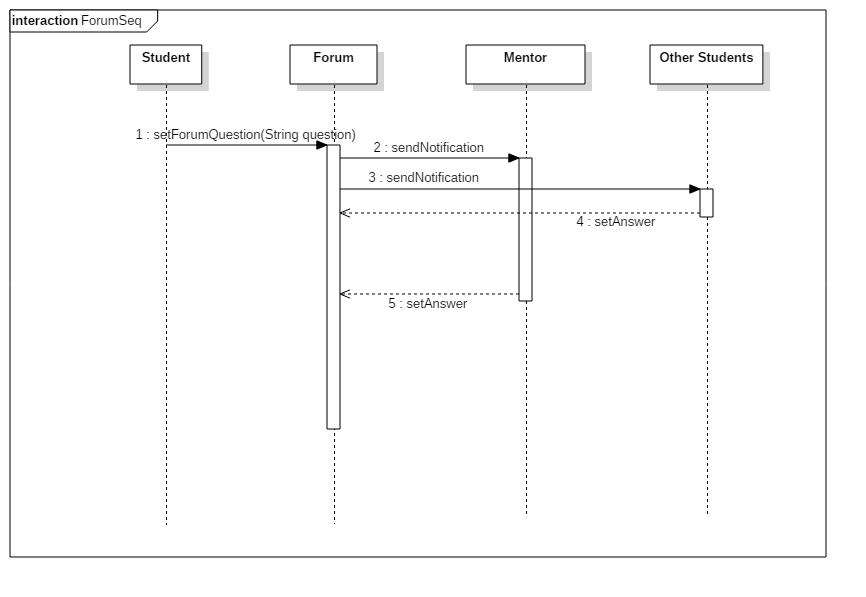 interaction ForumSeq
Student
Forum
Mentor
Other Students
1 : setForumQuestion(String question)
2 : sendNotification
3 : sendNotification
4 : setAnswer
5 : setAnswer